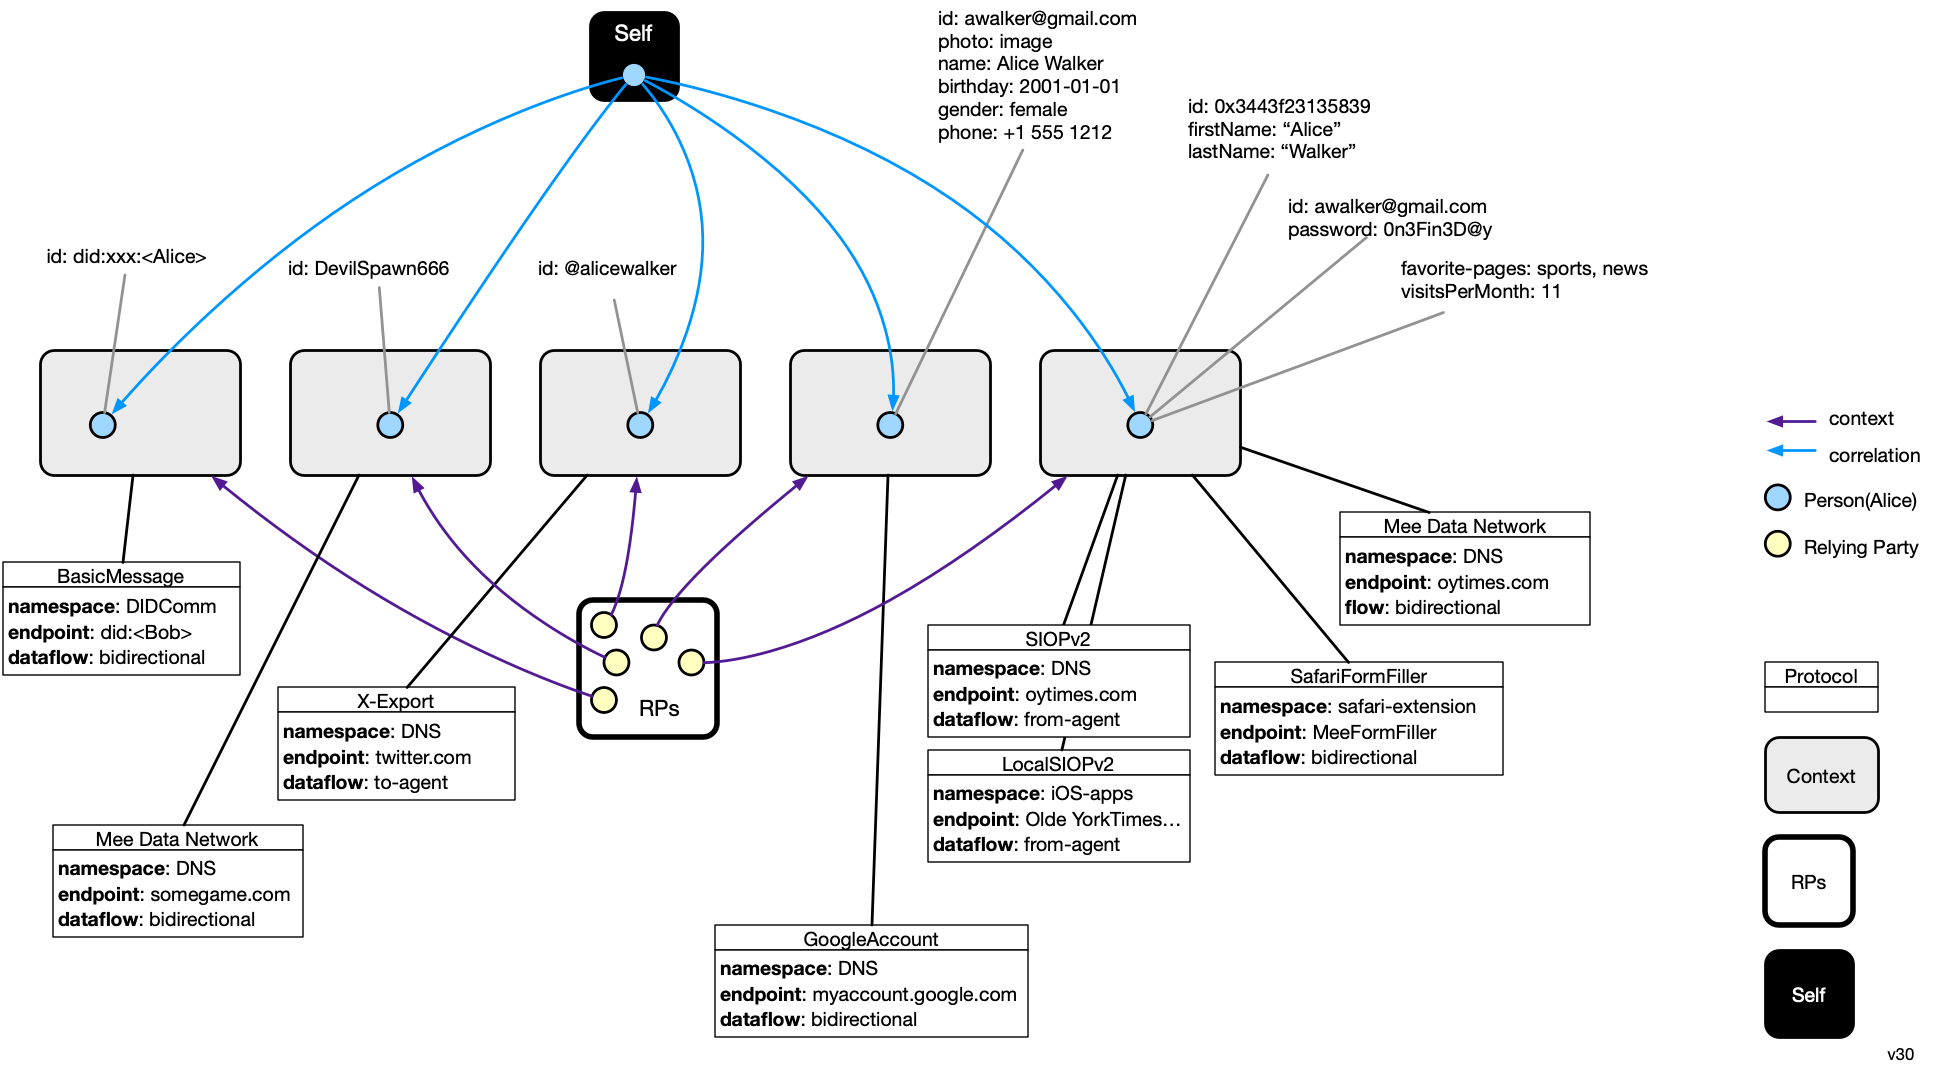 Self
id: awalker@gmail.com
photo: image
name: Alice Walker
birthday: 2001-01-01
gender: female
phone: +1 555 1212
id: 0x3443f23135839
firstName: “Alice”
lastName: “Walker”
id: awalker@gmail.com
password: 0n3Fin3D@y
favorite-pages: sports, news
visitsPerMonth: 11
id: did:xxx:<Alice>
id: DevilSpawn666
id: @alicewalker
context
correlation
Person(Alice)
Relying Party
Mee Data Network
namespace: DNS
endpoint: oytimes.com
flow: bidirectional
BasicMessage
namespace: DIDComm
endpoint: did:<Bob>
dataflow: bidirectional
X-Export
namespace: DNS
endpoint: twitter.com
dataflow: to-agent
RPs
SIOPv2
namespace: DNS
endpoint: oytimes.com
dataflow: from-agent
SafariFormFiller
namespace: safari-extension
endpoint: MeeFormFiller
dataflow: bidirectional
LocalSIOPv2
namespace: iOS-apps
endpoint: Olde YorkTimes…
dataflow: from-agent
Mee Data Network
namespace: DNS
endpoint: somegame.com
dataflow: bidirectional
GoogleAccount
namespace: DNS
endpoint: myaccount.google.com
dataflow: bidirectional
Protocol
Context
RPs
Self
v30